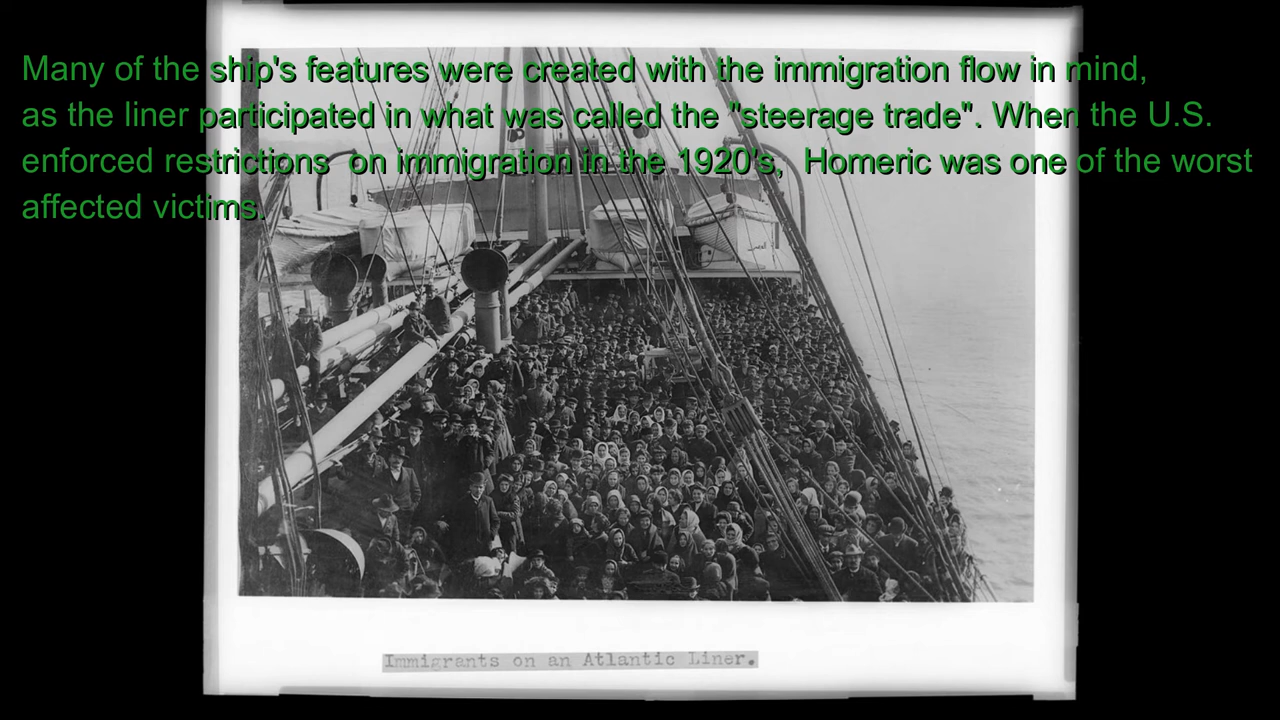 Many of the ship's features were created with the immigration flow in mind,
as the liner participated in what was called the "steerage trade". When the U.S.
enforced restrictions  on immigration in the 1920's,  Homeric was one of the worst
affected victims.
Immigrants on an Atlantic Liner.